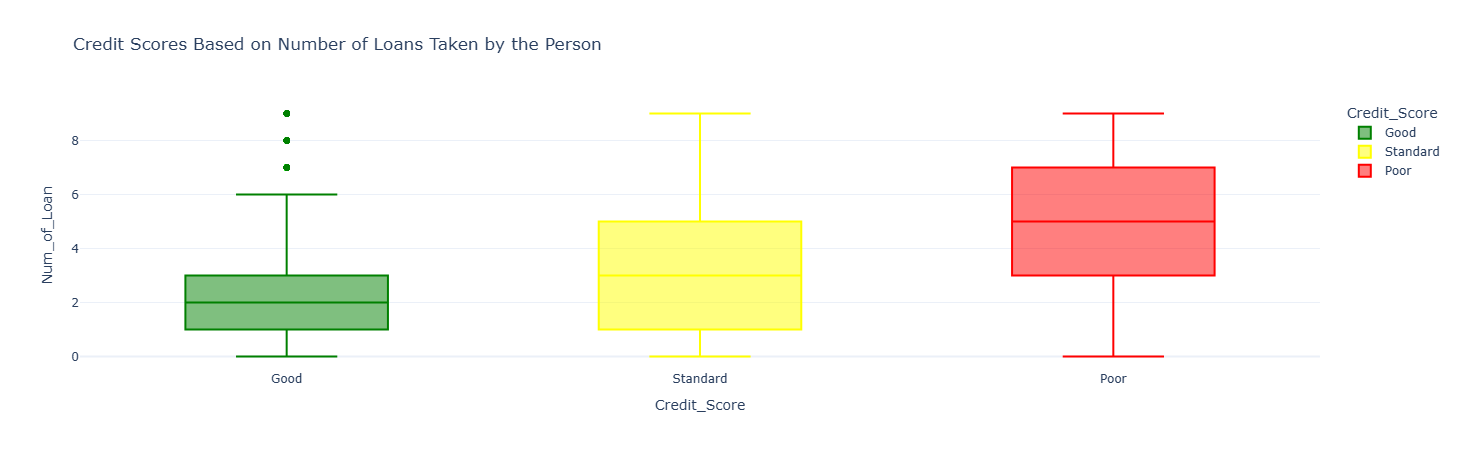 Credit Scores Based on Number of Loans Taken by the Person
Credit_Score
Good
Standard
Poor
Num_of_Loan
8
6
4
2
0
Good Standard Poor
Credit_Score